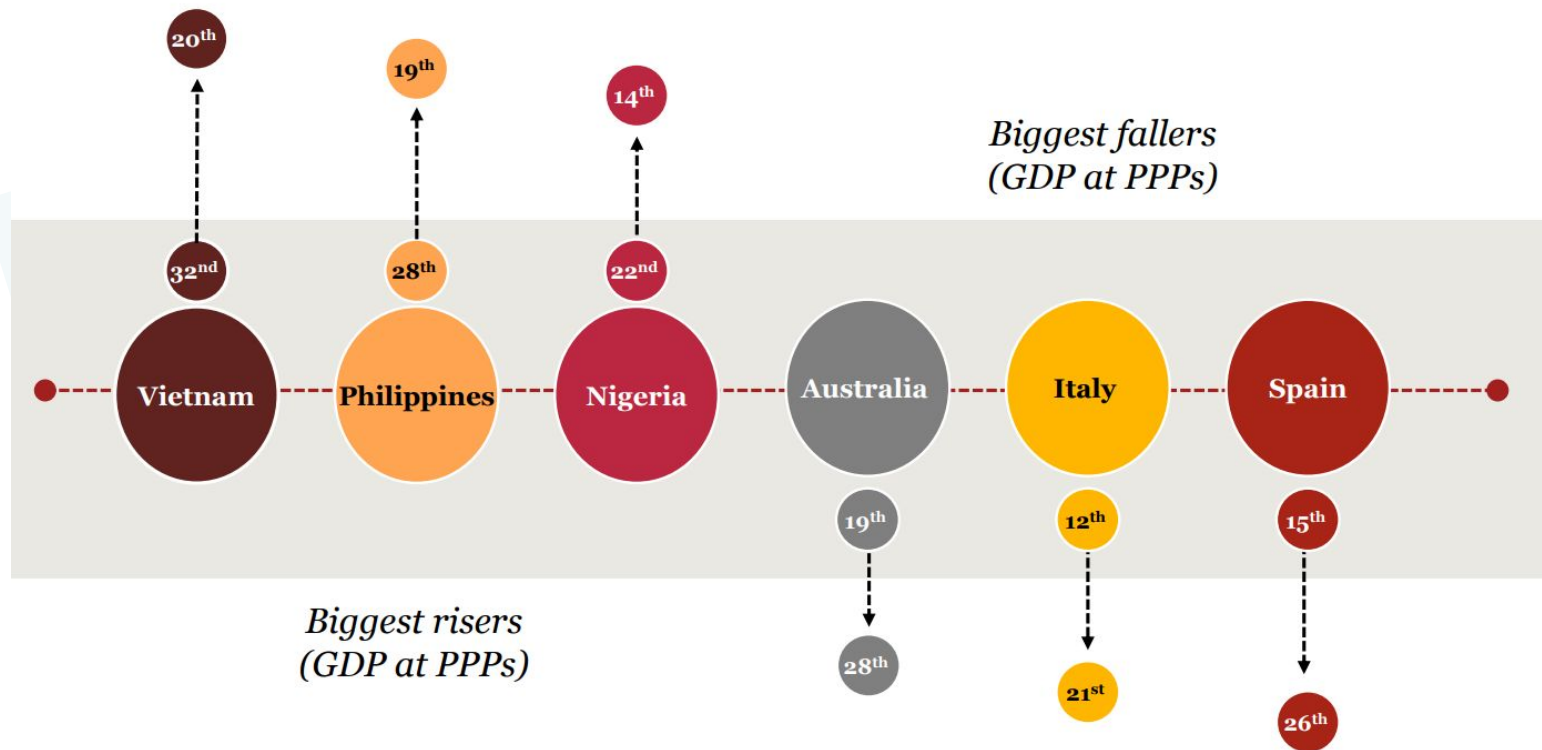 20th
19th
14th
Biggest fallers
(GDP at PPPs)
32nd
28th
22nd
Vietnam
Philippines
Nigeria
Australia
Italy
Spain
19th
12th
15th
Biggest risers
(GDP at PPPs)
28th
21st
26th